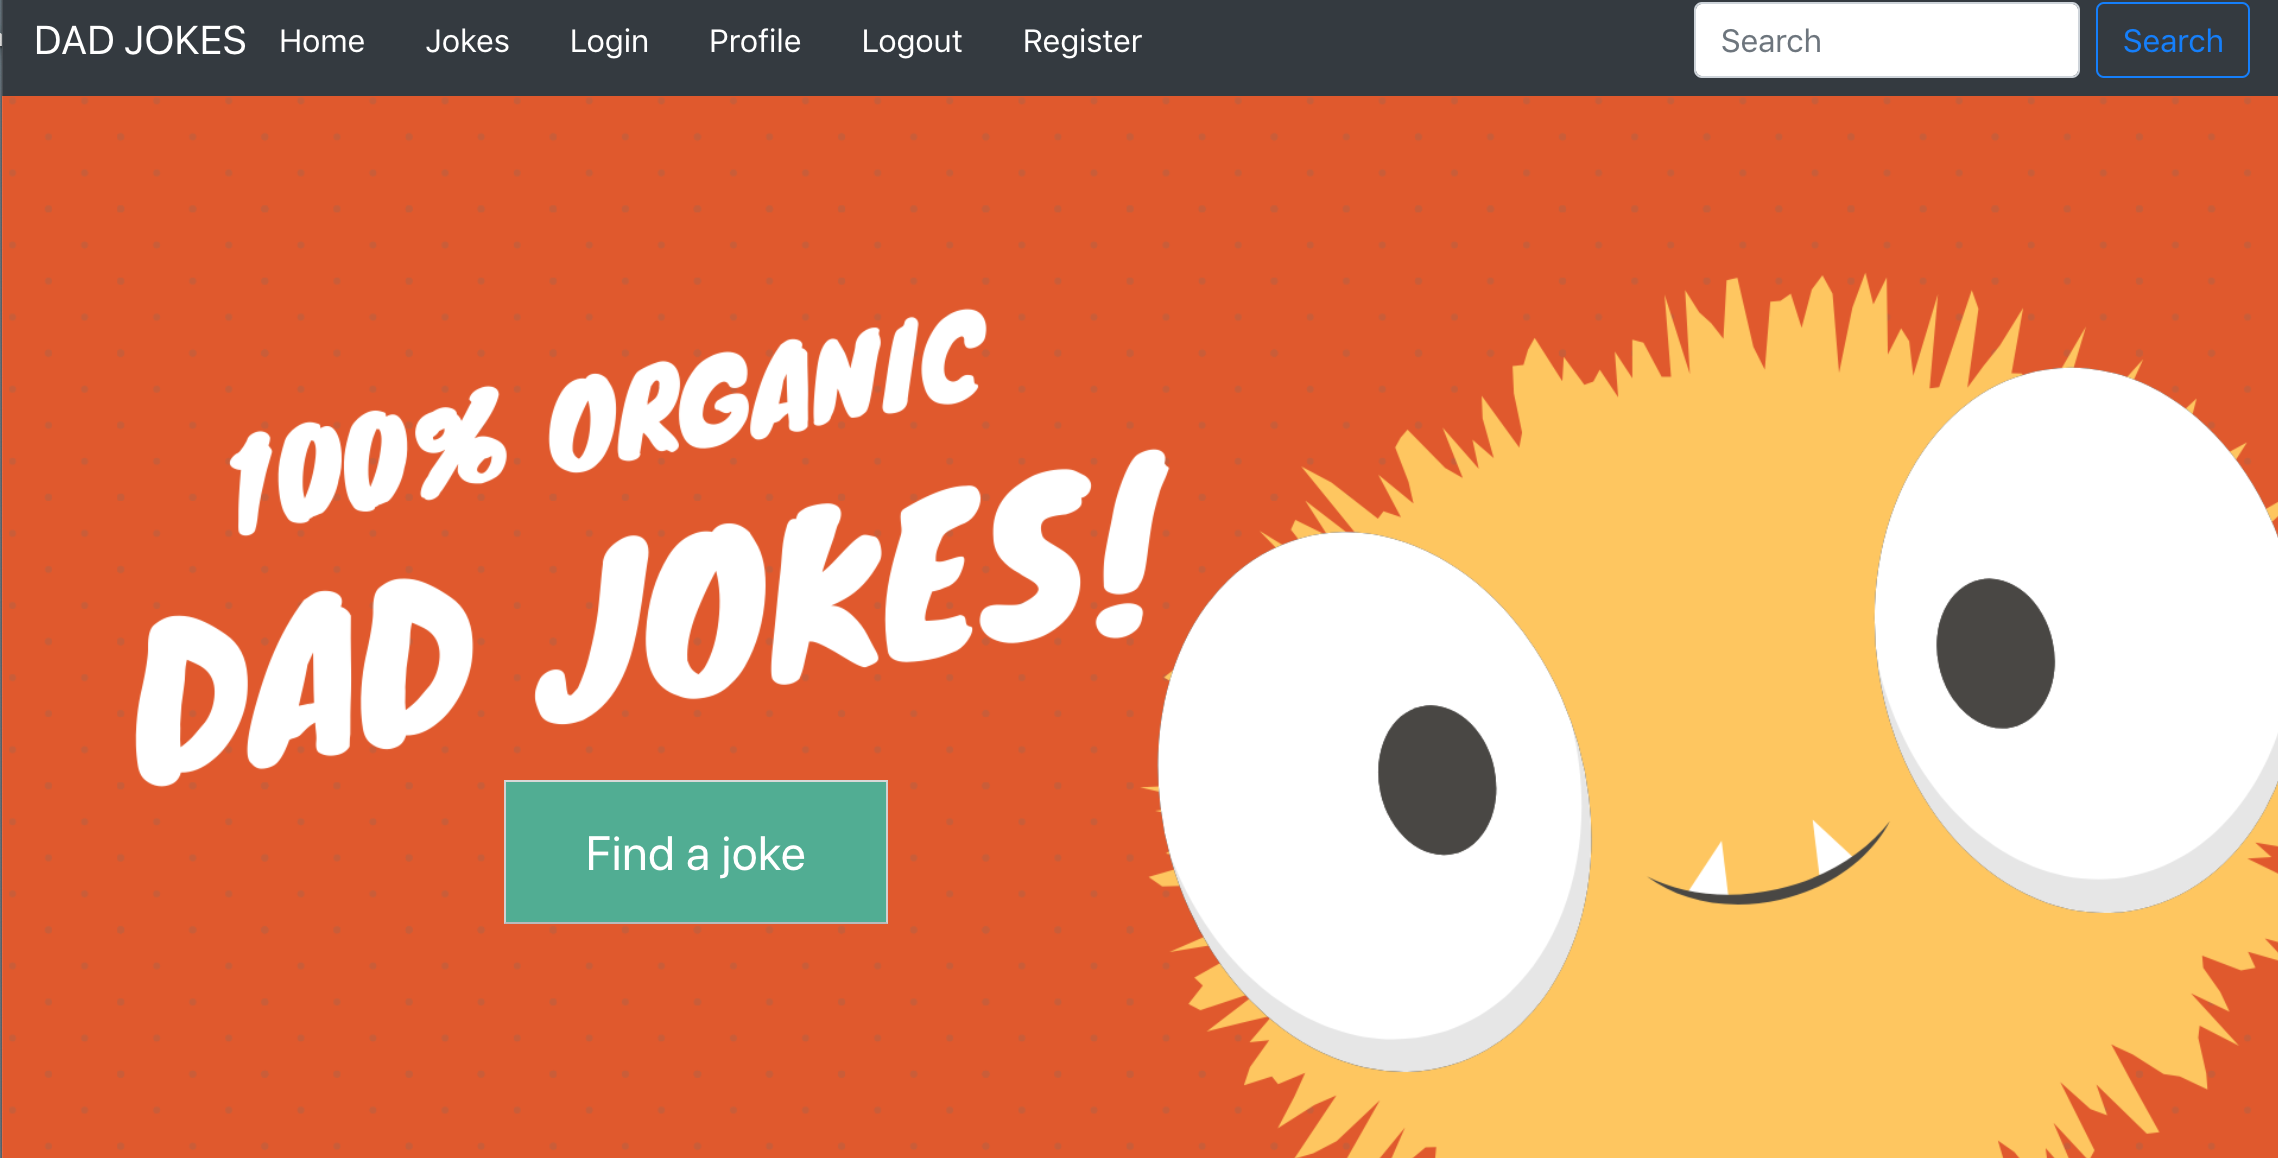 DAD JOKES Home Jokes Login Profile Logout Register Search Search
100% ORGANIC
DAD JOKES!
Find a joke